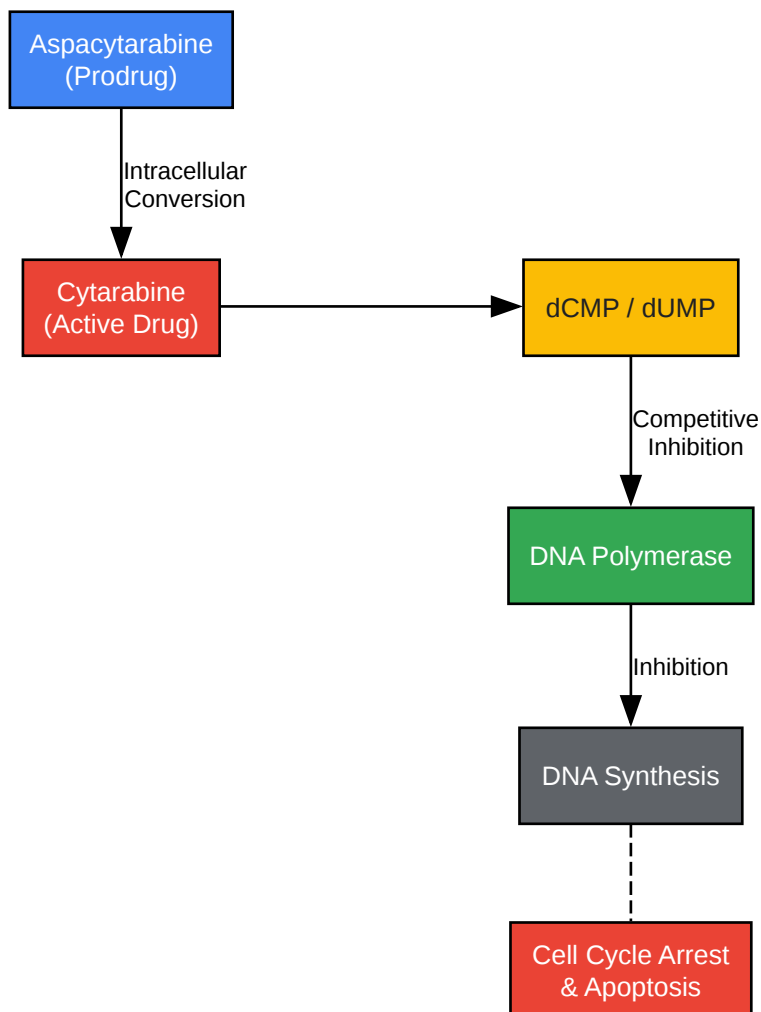 Aspacytarabine
(Prodrug)
Intracellular
Conversion
Cytarabine
(Active Drug)
dCMP / dUMP
Competitive
Inhibition
DNA Polymerase
Inhibition
DNA Synthesis
Cell Cycle Arrest
& Apoptosis